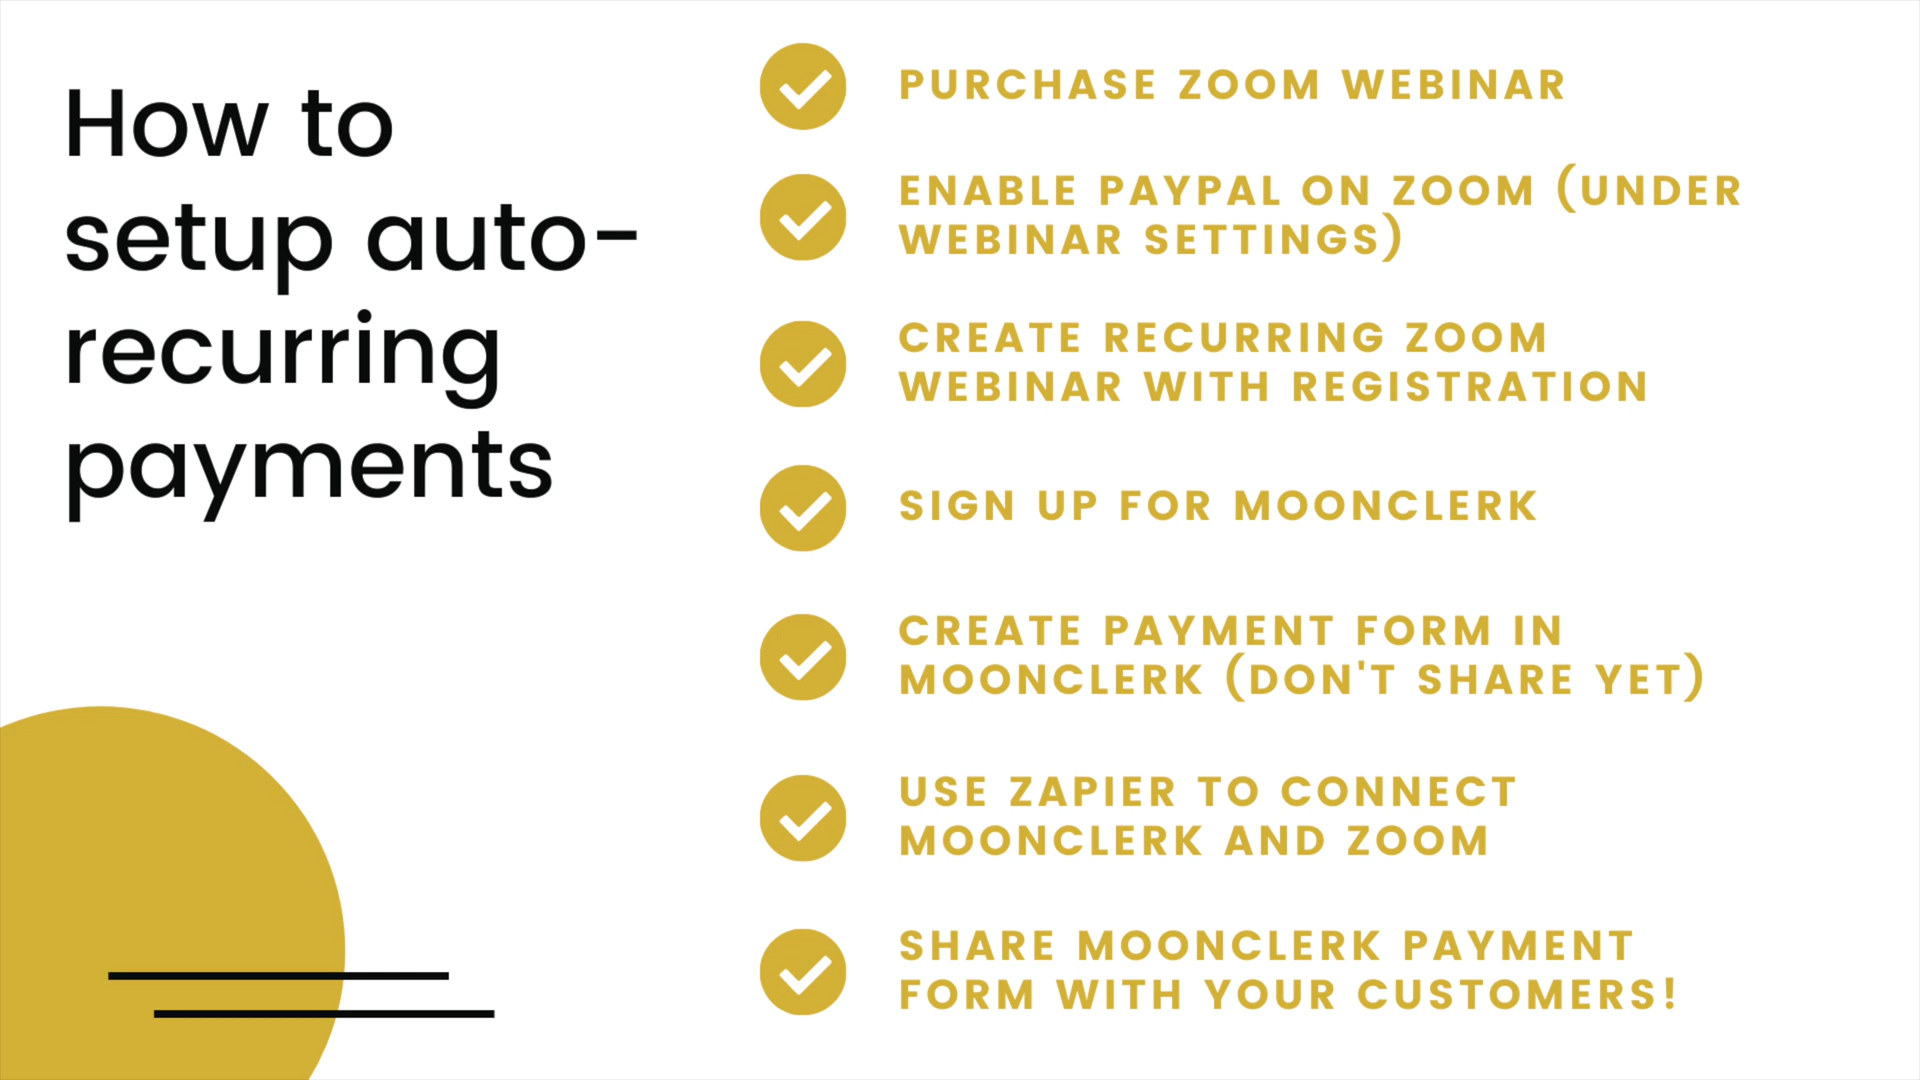 How to
setup auto-
recurring
payments
PURCHASE ZOOM WEBINAR
ENABLE PAYPAL ON ZOOM (UNDER
WEBINAR SETTINGS)
CREATE RECURRING ZOOM
WEBINAR WITH REGISTRATION
SIGN UP FOR MOONCLERK
CREATE PAYMENT FORM IN
MOONCLERK (DON'T SHARE YET)
USE ZAPIER TO CONNECT
MOONCLERK AND ZOOM
SHARE MOONCLERK PAYMENT
FORM WITH YOUR CUSTOMERS!